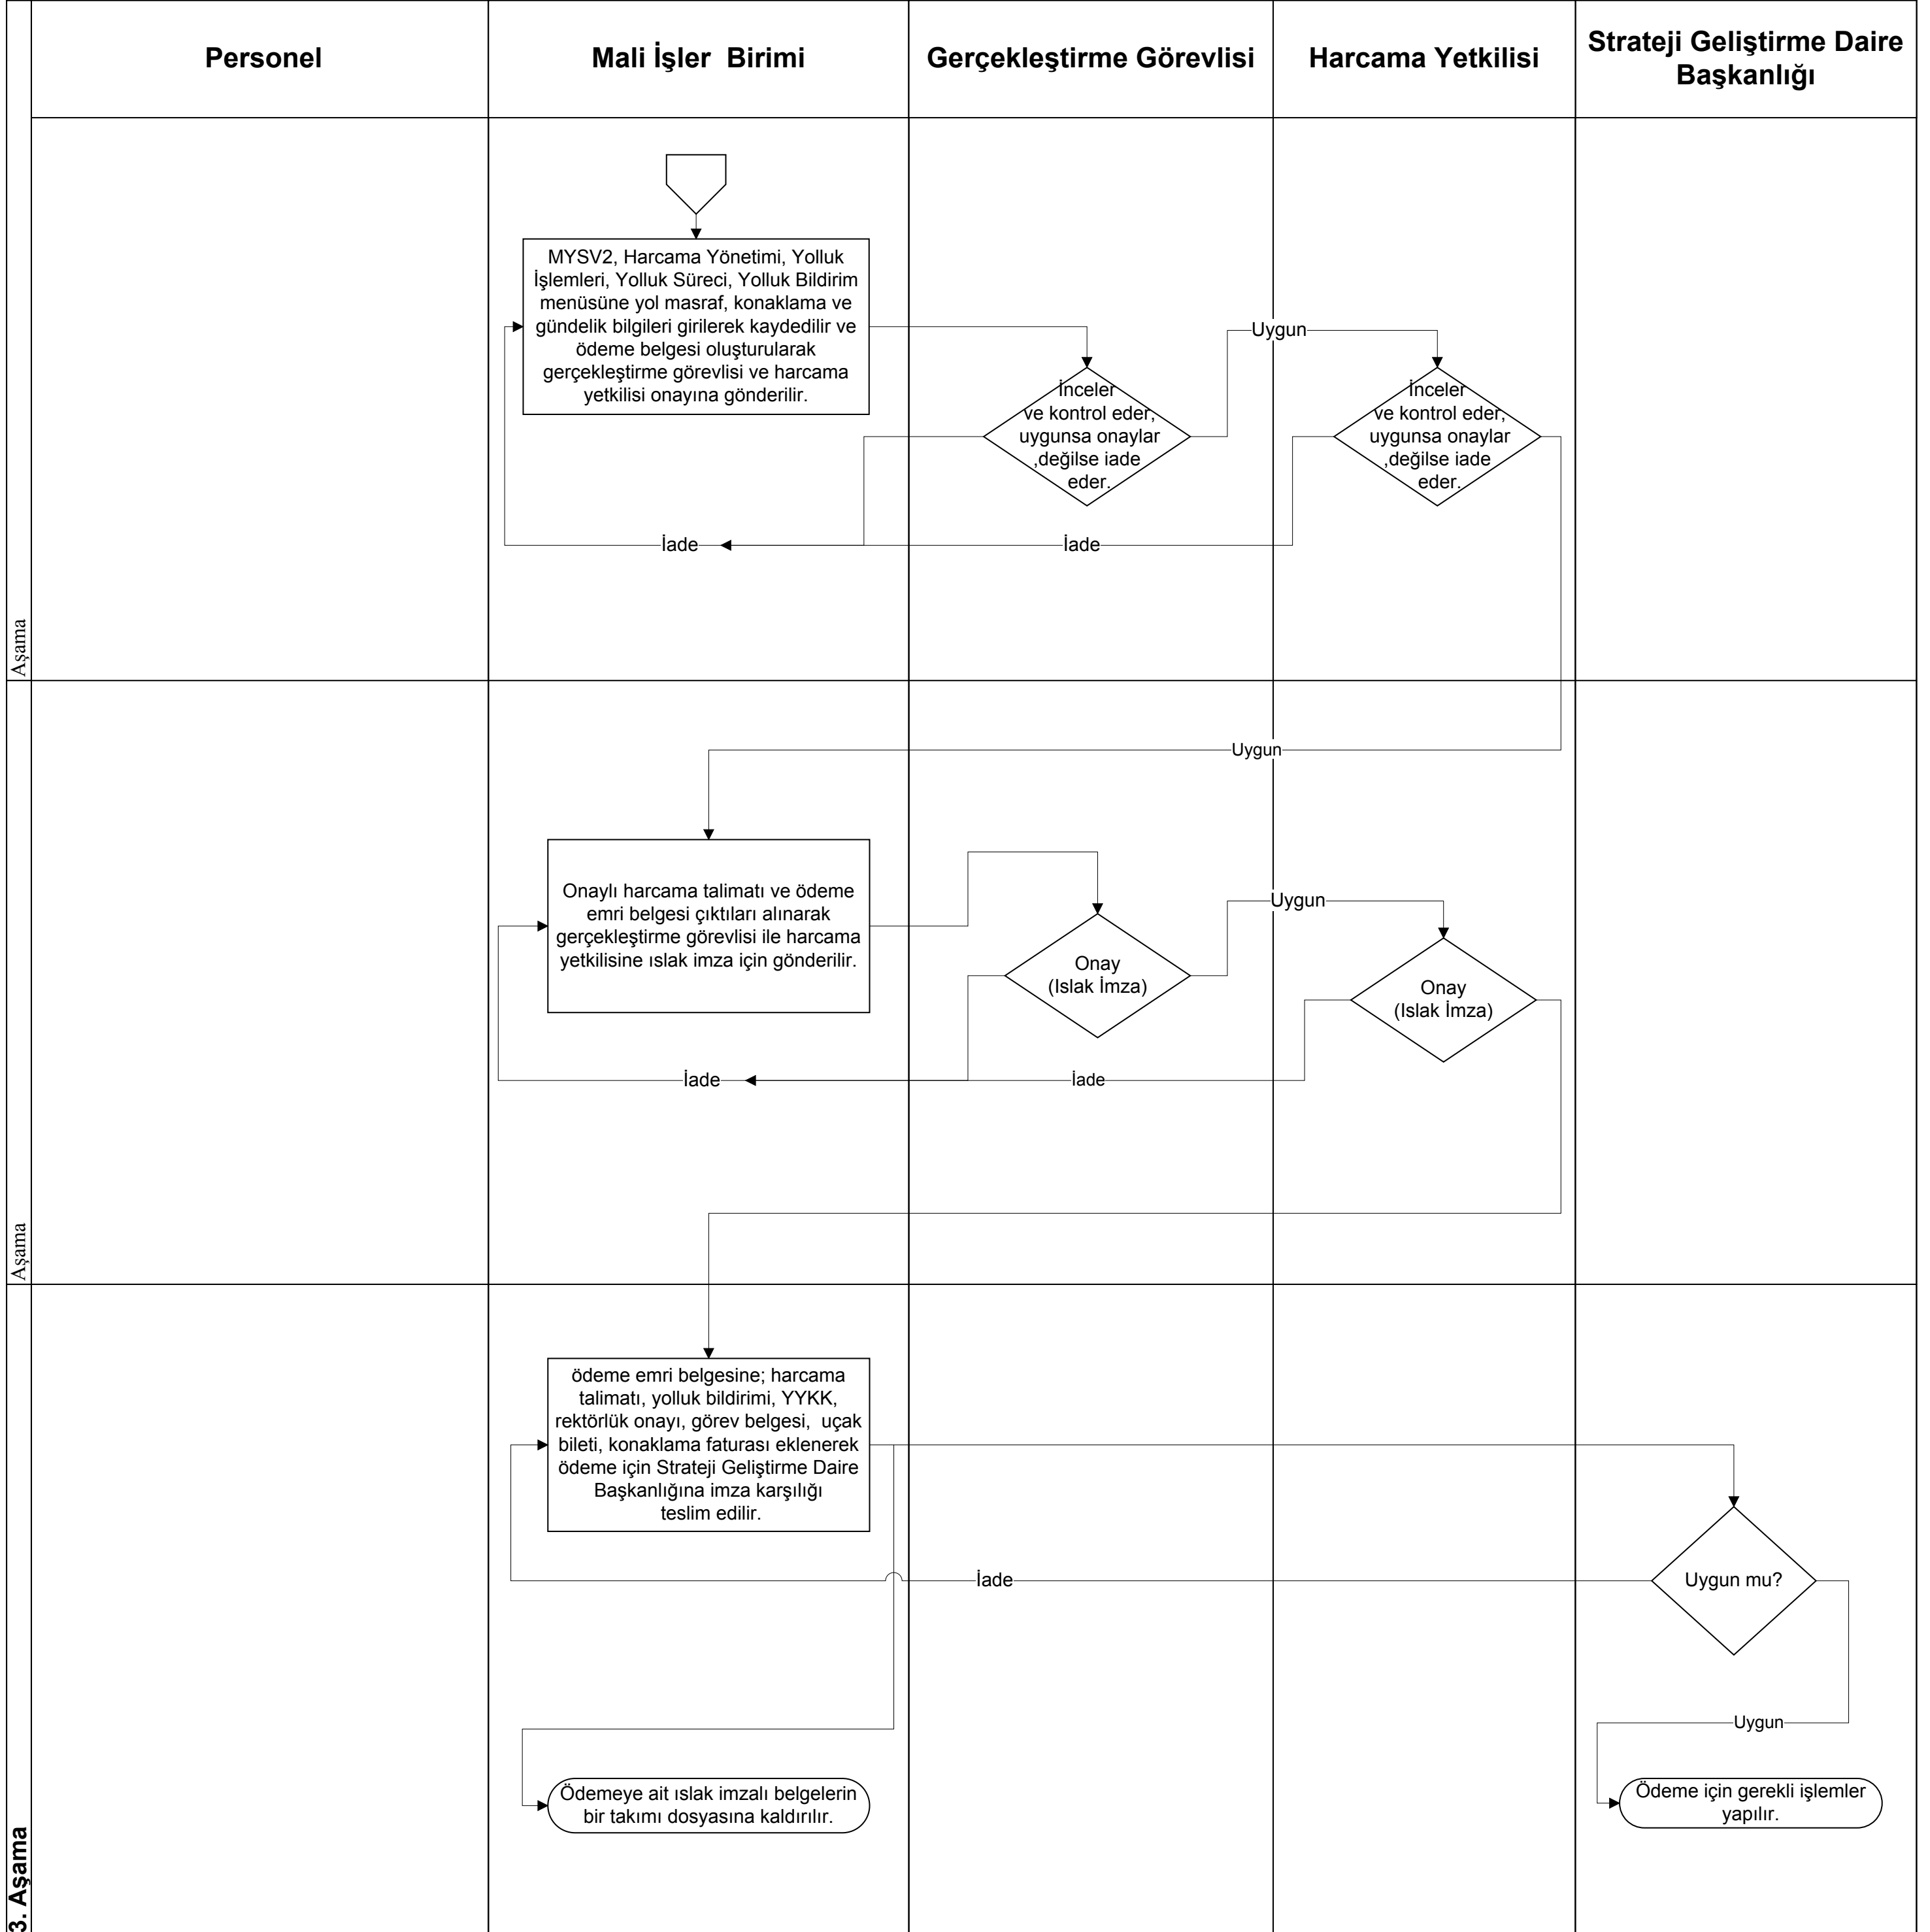 Personel
Mali İşler  Birimi
Gerçekleştirme Görevlisi
Harcama Yetkilisi
Strateji Geliştirme Daire
Başkanlığı
MYSV2, Harcama Yönetimi, Yolluk
İşlemleri, Yolluk Süreci, Yolluk Bildirim
menüsüne yol masraf, konaklama ve
gündelik bilgileri girilerek kaydedilir ve
ödeme belgesi oluşturularak
gerçekleştirme görevlisi ve harcama
yetkilisi onayına gönderilir.
İnceler
ve kontrol eder,
uygunsa onaylar
,değilse iade
eder.
Uygun
İnceler
ve kontrol eder,
uygunsa onaylar
,değilse iade
eder.
İade
İade
Aşama
Uygun
Onaylı harcama talimatı ve ödeme
emri belgesi çıktıları alınarak
gerçekleştirme görevlisi ile harcama
yetkilisine ıslak imza için gönderilir.
Onay
(Islak İmza)
Uygun
Onay
(Islak İmza)
İade
İade
Aşama
ödeme emri belgesine; harcama
talimatı, yolluk bildirimi, YYKK,
rektörlük onayı, görev belgesi,  uçak
bileti, konaklama faturası eklenerek
ödeme için Strateji Geliştirme Daire
Başkanlığına imza karşılığı
teslim edilir.
İade
Uygun mu?
Uygun
Ödemeye ait ıslak imzalı belgelerin
bir takımı dosyasına kaldırılır.
Ödeme için gerekli işlemler
yapılır.
3. Aşama